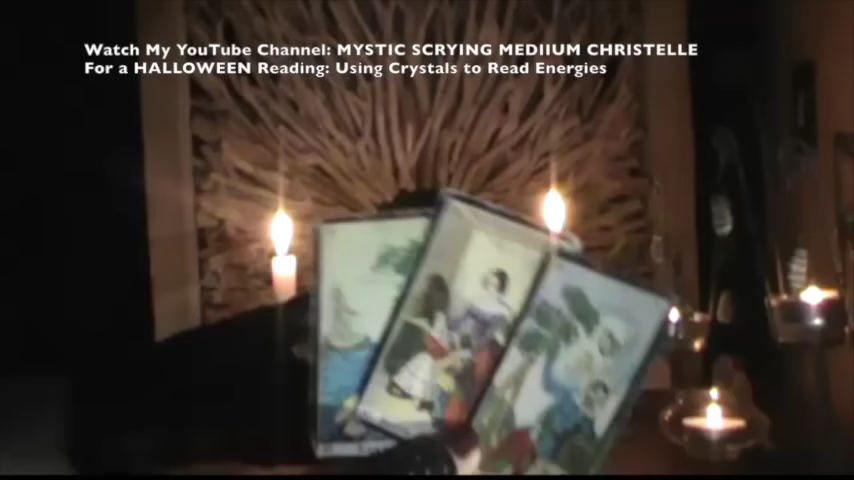 Watch My YouTube Channel: MYSTIC SCRYING MEDIIUM CHRISTELLE
For a HALLOWEEN Reading: Using Crystals to Read Energies